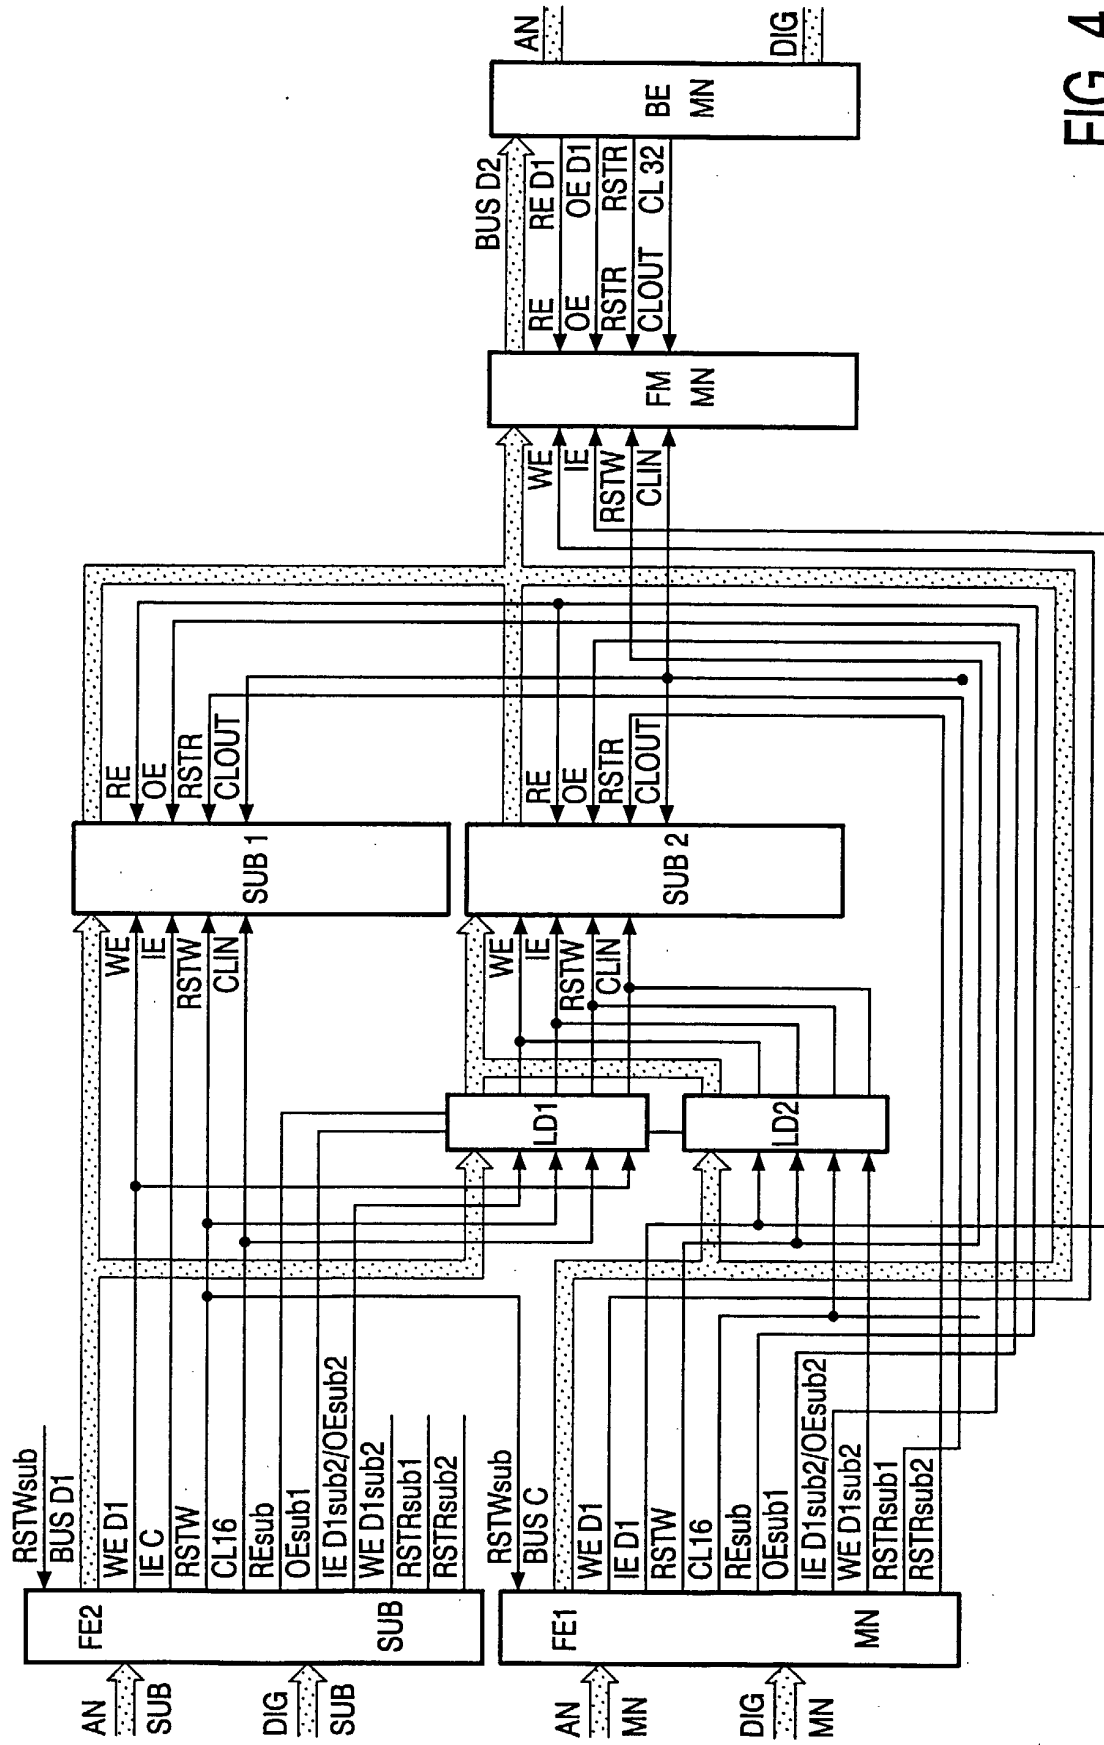 AN
SUB
DIG
SUB
FE2
SUB
RSTWsub
BUS D1
WE D1
IE C
RSTW
CL16
REsub
OEsub1
IE D1sub2/OEsub2
WE D1sub2
RSTRsub1
RSTRsub2
AN
MN
DIG
MN
FE1
MN
RSTWsub
BUS C
WE D1
IE D1
RSTW
CL16
REsub
OEsub1
IE D1sub2/OEsub2
WE D1sub2
RSTRsub1
RSTRsub2
LD1
LD2
WE
IE
RSTW
CLIN
SUB 1
RE
OE
RSTR
CLOUT
WE
IE
RSTW
CLIN
SUB 2
RE
OE
RSTR
CLOUT
WE
IE
RSTW
CLIN
FM
MN
BUS D2
RE RE D1
OE OE D1
RSTR RSTR
CLOUT CL 32
BE
MN
AN
DIG
FIG. 4